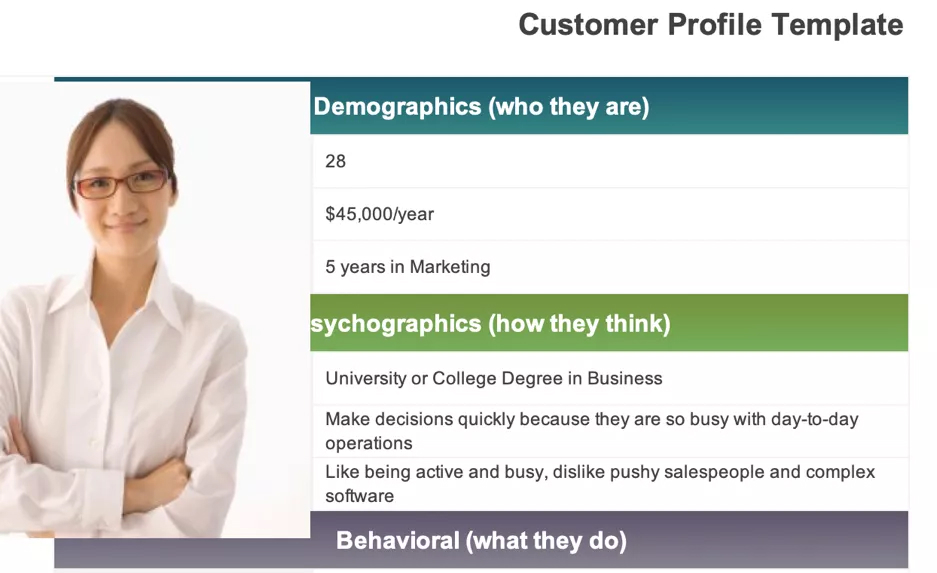 Customer Profile Template
Demographics (who they are)
28
$45,000/year
5 years in Marketing
sychographics (how they think)
University or College Degree in Business
Make decisions quickly because they are so busy with day-to-day
operations
Like being active and busy, dislike pushy salespeople and complex
software
Behavioral (what they do)